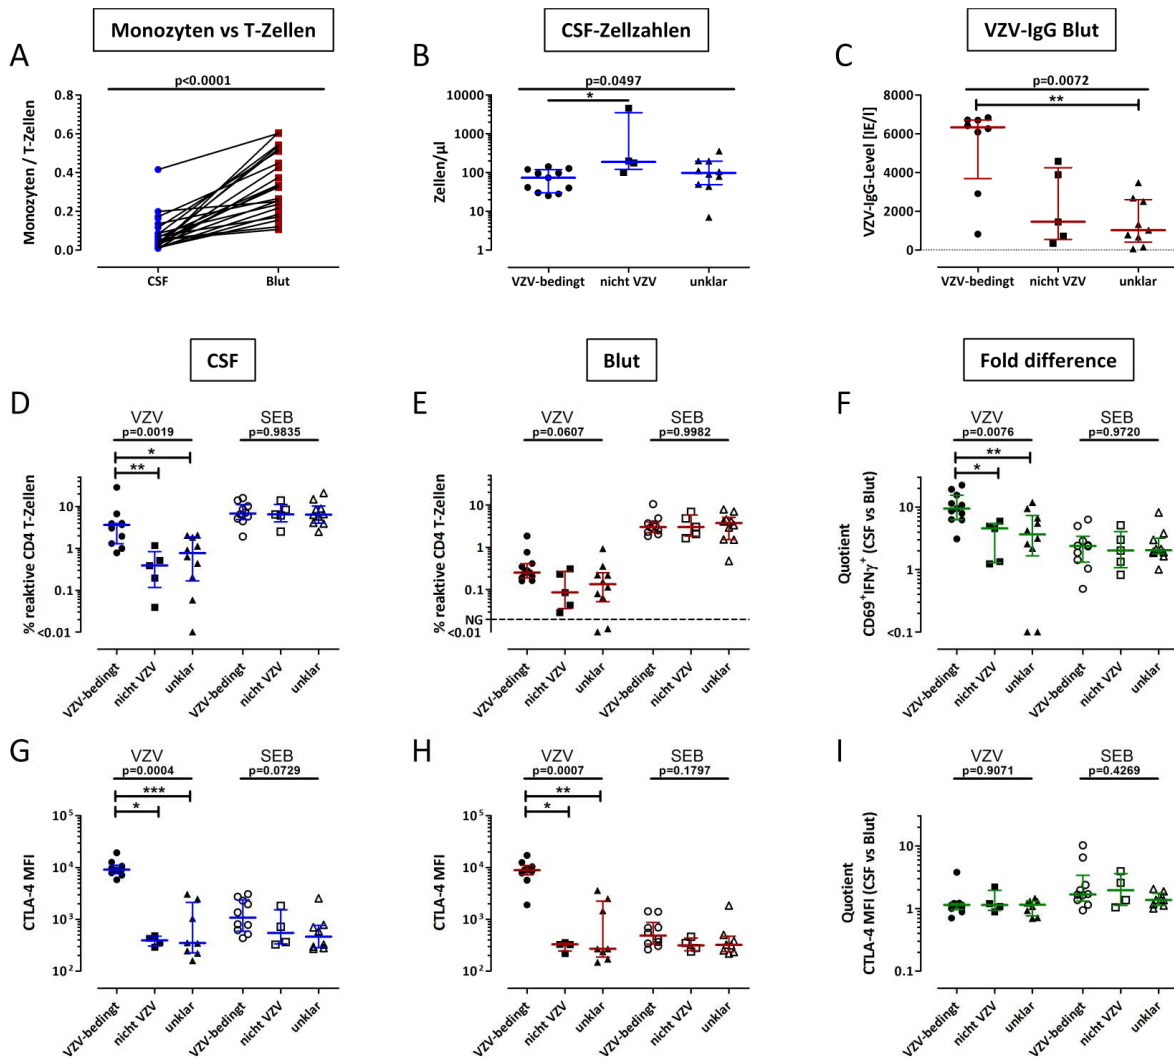 Monozyten vs T-Zellen
CSF-Zellzahlen
VZV-IgG Blut
A
p<0.0001
Monozyten / T-Zellen
0.8
0.6
0.4
0.2
0.0
CSF
Blut
B
p=0.0497
*
Zellen/µl
10000
1000
100
10
1
VZV-bedingt
nicht VZV
unklar
C
p=0.0072
**
VZV-IgG-Level [IE/l]
8000
6000
4000
2000
0
VZV-bedingt
nicht VZV
unklar
CSF
Blut
Fold difference
D
VZV
p=0.0019
*
**
SEB
p=0.9835
% reaktive CD4 T-Zellen
10
1
0.1
<0.01
VZV-bedingt
nicht VZV
unklar
VZV-bedingt
nicht VZV
unklar
E
VZV
p=0.0607
SEB
p=0.9982
% reaktive CD4 T-Zellen
10
1
0.1
NG
<0.01
VZV-bedingt
nicht VZV
unklar
VZV-bedingt
nicht VZV
unklar
F
VZV
p=0.0076
**
*
SEB
p=0.9720
Quotient
CD69⁺IFNγ⁺ (CSF vs Blut)
10
1
<0.1
VZV-bedingt
nicht VZV
unklar
VZV-bedingt
nicht VZV
unklar
G
VZV
p=0.0004
***
*
SEB
p=0.0729
CTLA-4 MFI
10⁵
10⁴
10³
10²
VZV-bedingt
nicht VZV
unklar
VZV-bedingt
nicht VZV
unklar
H
VZV
p=0.0007
**
*
SEB
p=0.1797
CTLA-4 MFI
10⁵
10⁴
10³
10²
VZV-bedingt
nicht VZV
unklar
VZV-bedingt
nicht VZV
unklar
I
VZV
p=0.9071
SEB
p=0.4269
Quotient
CTLA-4 MFI (CSF vs Blut)
10
1
0.1
VZV-bedingt
nicht VZV
unklar
VZV-bedingt
nicht VZV
unklar